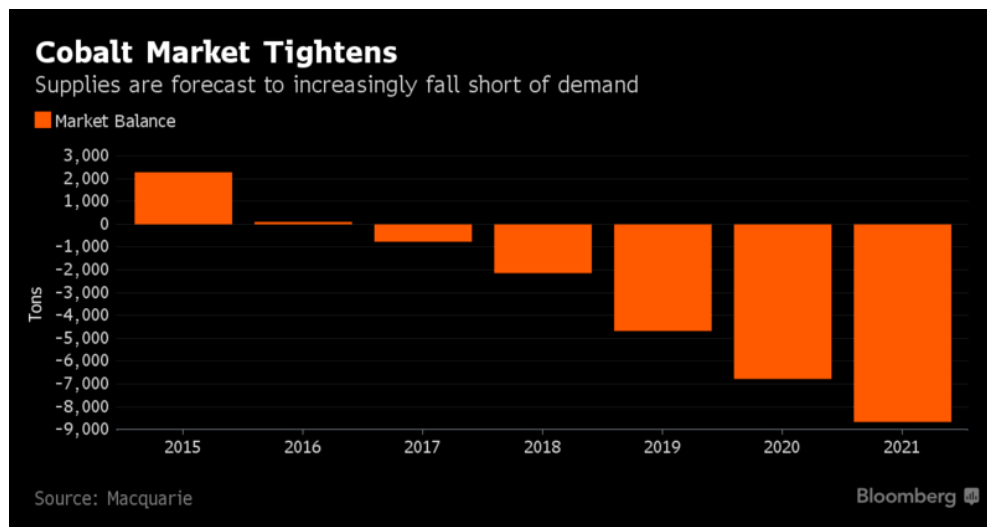 Cobalt Market Tightens
Supplies are forecast to increasingly fall short of demand
Market Balance
3,000
2,000
1,000
0
-1,000
-2,000
-3,000
-4,000
-5,000
-6,000
-7,000
-8,000
-9,000
Tons
2015 2016 2017 2018 2019 2020 2021
Source: Macquarie
Bloomberg